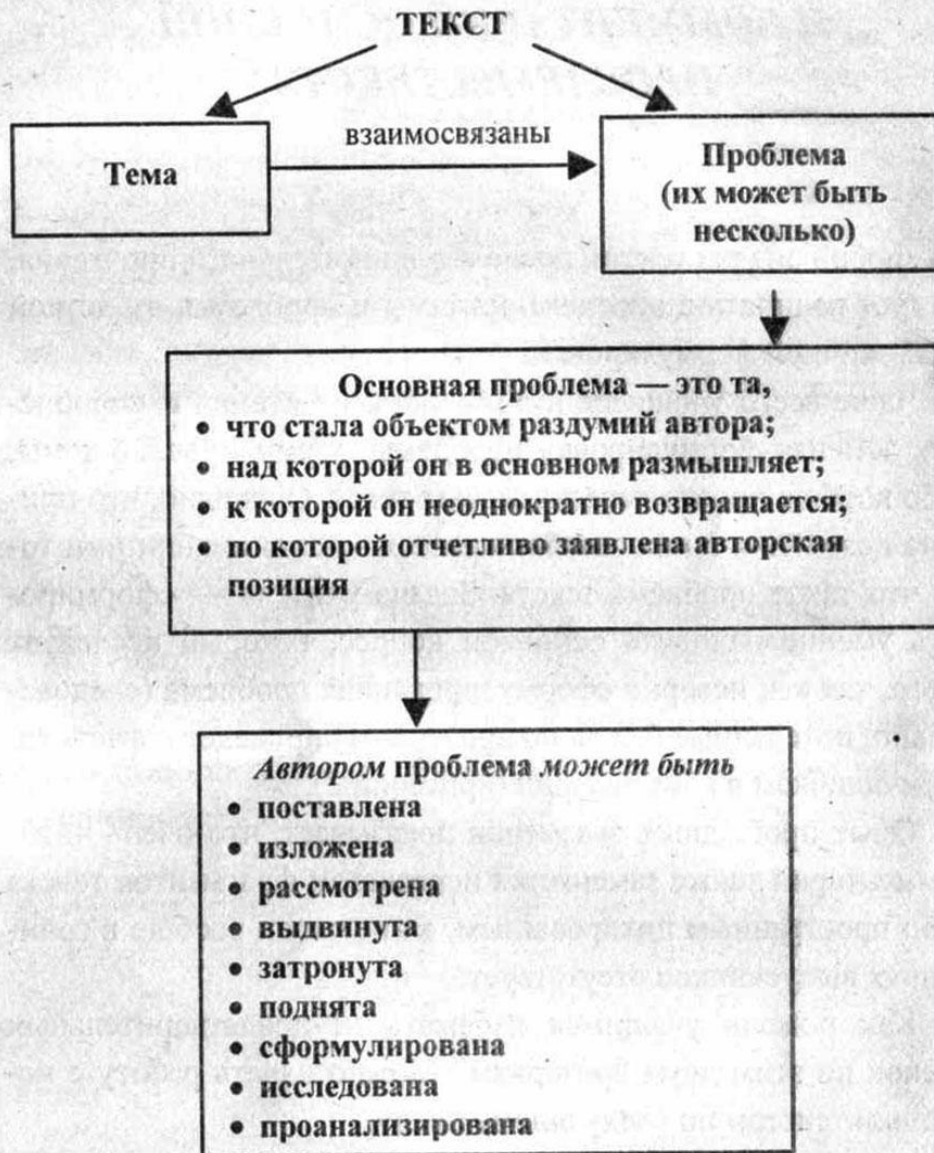 ТЕКСТ
взаимосвязаны
Тема
Проблема
(их может быть
несколько)
Основная проблема — это та,
• что стала объектом раздумий автора;
• над которой он в основном размышляет;
• к которой он неоднократно возвращается;
• по которой отчетливо заявлена авторская
позиция
Автором проблема может быть
• поставлена
• изложена
• рассмотрена
• выдвинута
• затронута
• поднята
• сформулирована
• исследована
• проанализирована